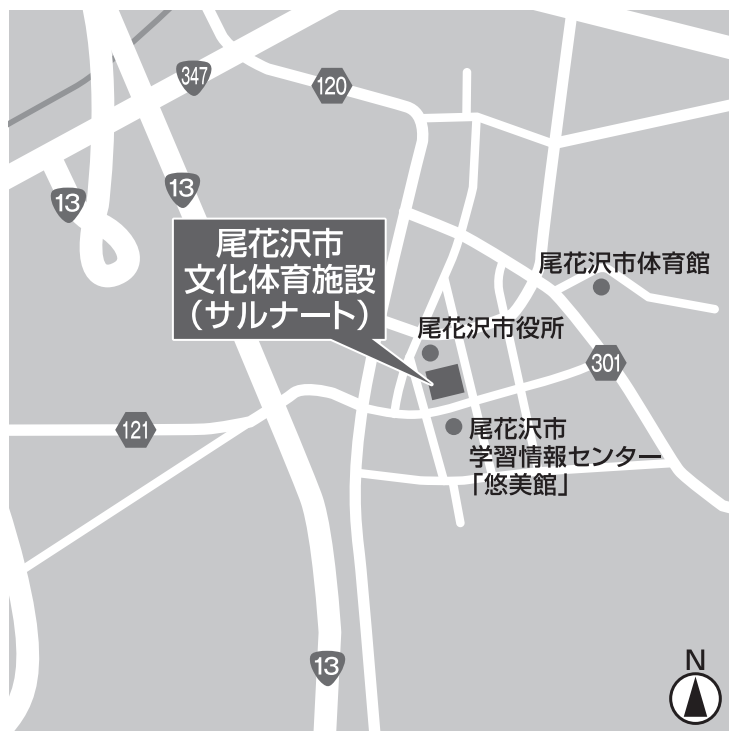 347
120
13
13
尾花沢市
文化体育施設
（サルナート）
尾花沢市体育館
尾花沢市役所
301
121
尾花沢市
学習情報センター
「悠美館」
13
N